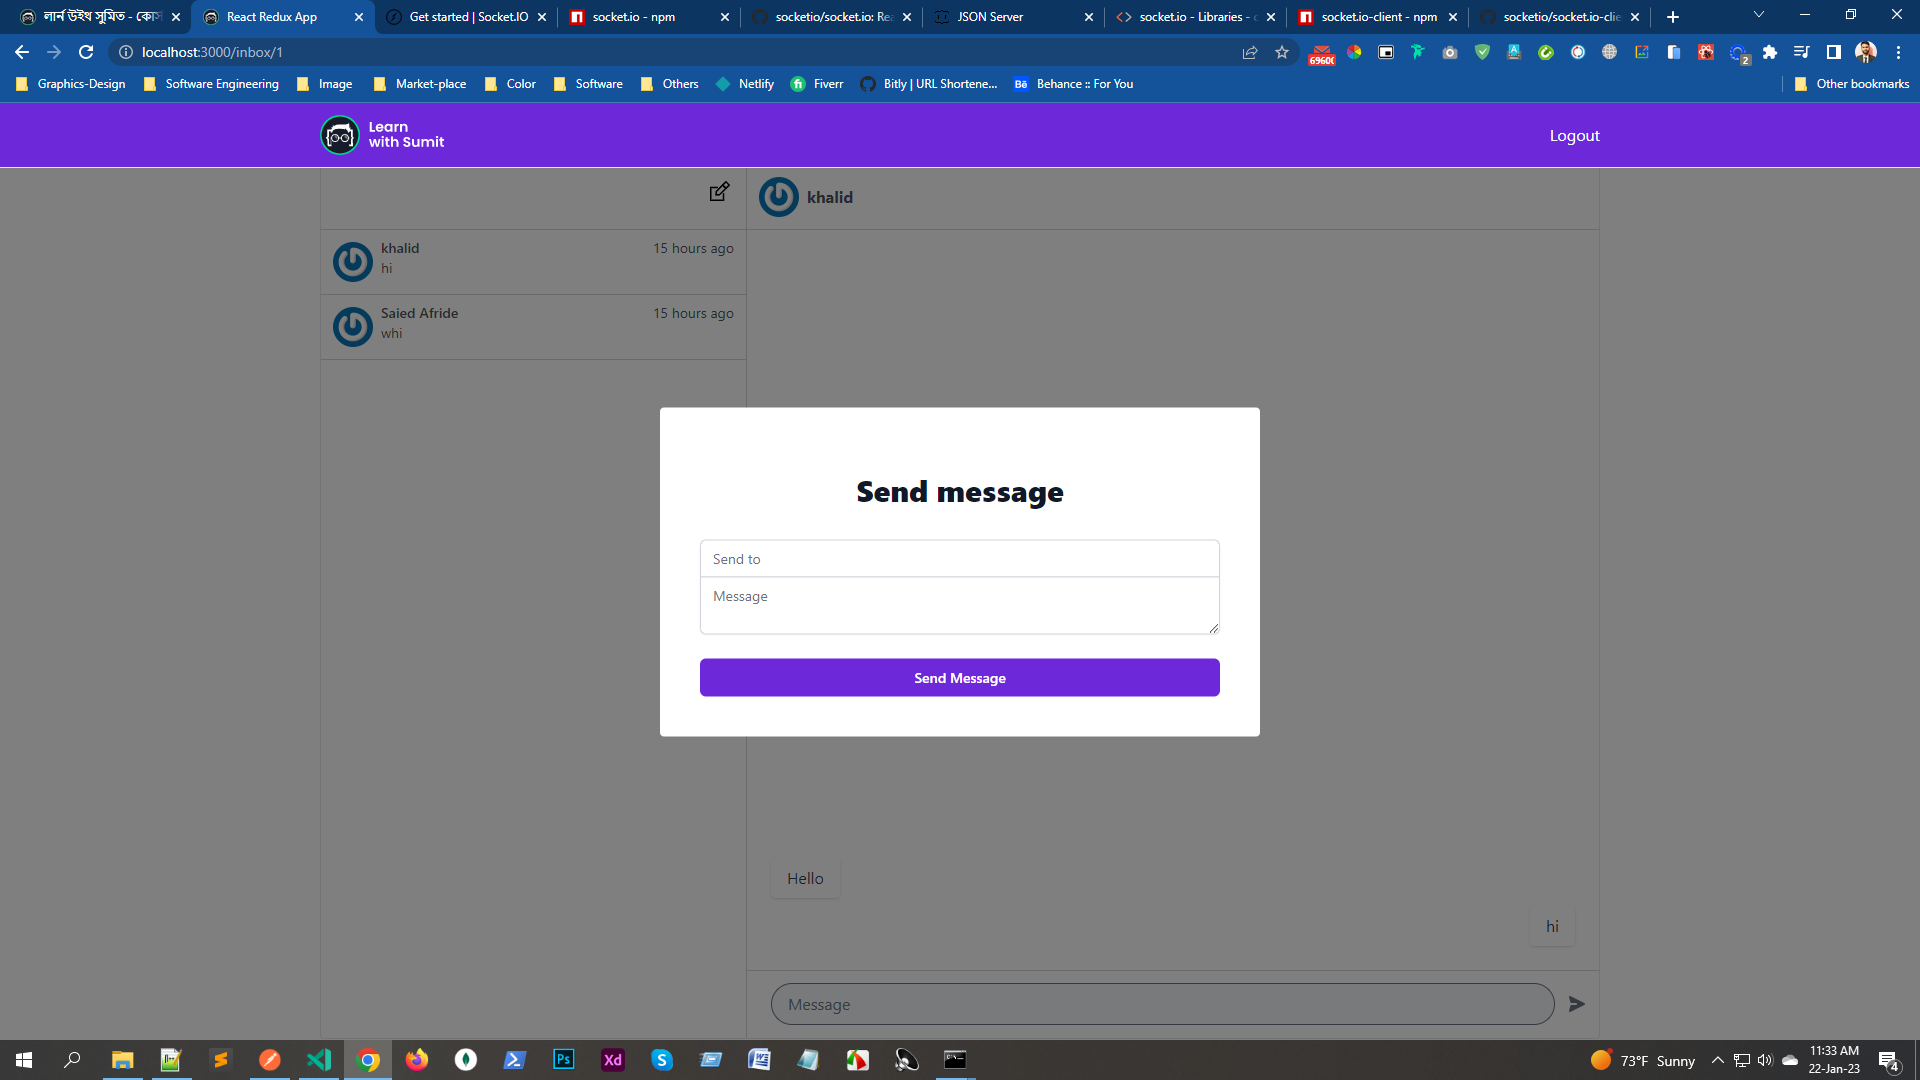 লার্ন উইথ সুমিত - কোর্স
React Redux App
Get started | Socket.IO
socket.io - npm
socketio/socket.io: Rea
JSON Server
socket.io - Libraries - c
socket.io-client - npm
socketio/socket.io-clie
localhost:3000/inbox/1
6960
2
Graphics-Design
Software Engineering
Image
Market-place
Color
Software
Others
Netlify
Fiverr
Bitly | URL Shortene...
Behance :: For You
Other bookmarks
Learn
with Sumit
Logout
khalid
khalid
15 hours ago
hi
Saied Afride
15 hours ago
whi
Send message
Send to
Message
Send Message
Hello
hi
Message
73°F Sunny
11:33 AM
22-Jan-23
4